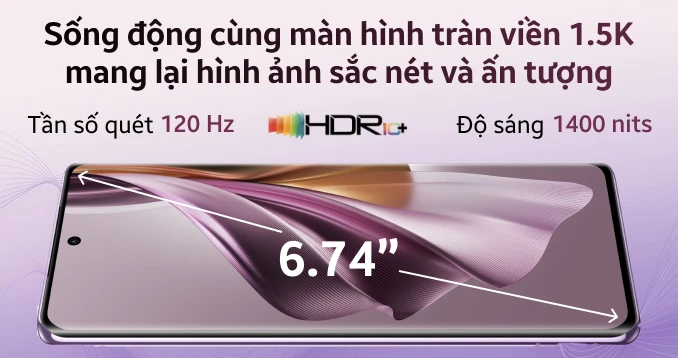 Sống động cùng màn hình tràn viền 1.5K
mang lại hình ảnh sắc nét và ấn tượng
Tần số quét 120 Hz HDR10+ Độ sáng 1400 nits
6.74”